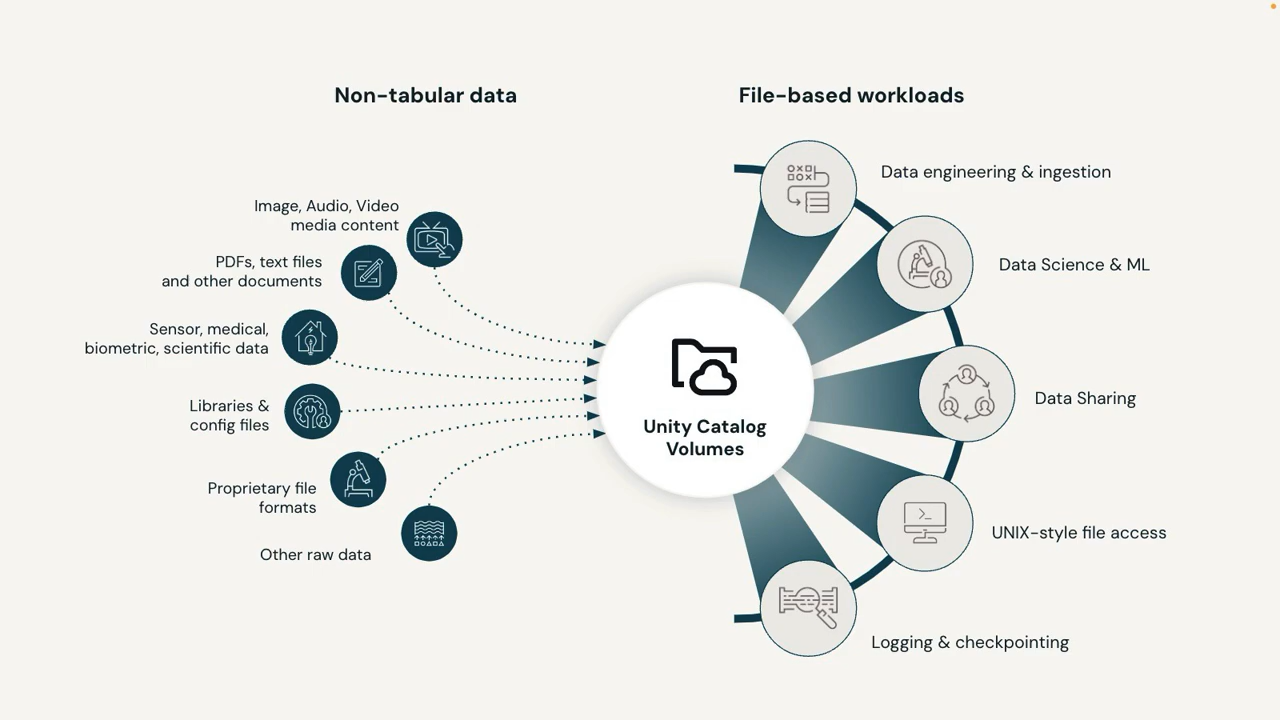 Non-tabular data
File-based workloads
Image, Audio, Video
media content
PDFs, text files
and other documents
Sensor, medical,
biometric, scientific data
Libraries &
config files
Proprietary file
formats
Other raw data
Unity Catalog
Volumes
Data engineering & ingestion
Data Science & ML
Data Sharing
UNIX-style file access
Logging & checkpointing